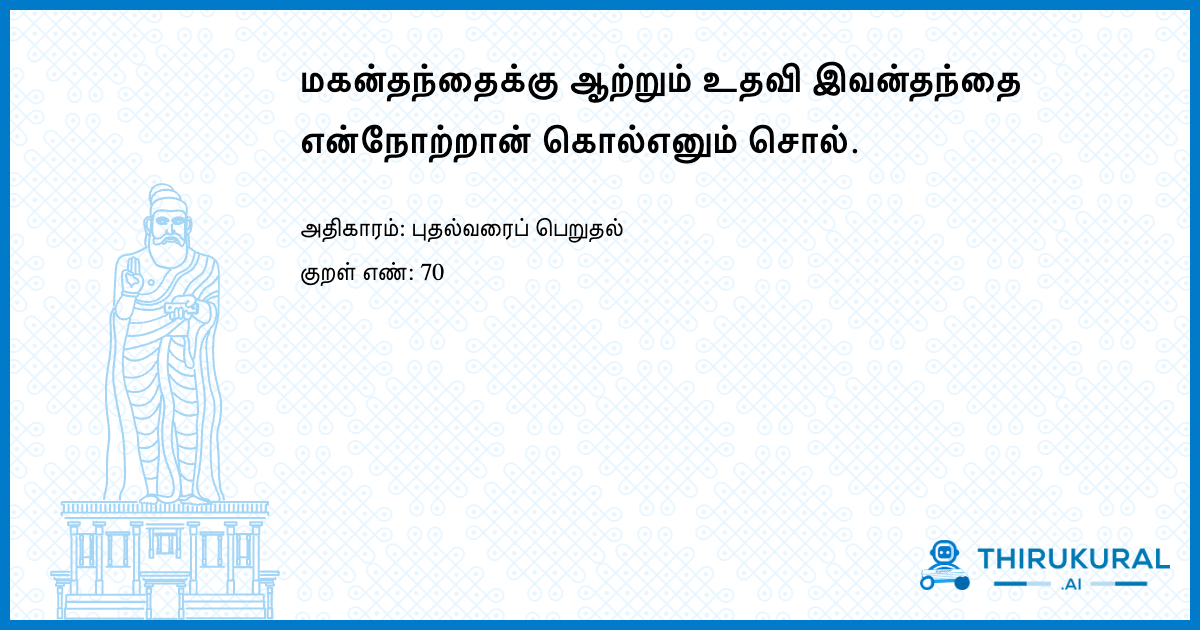 மகன்தந்தைக்கு ஆற்றும் உதவி இவன்தந்தை
என்நோற்றான் கொல்எனும் சொல்.
அதிகாரம்: புதல்வரைப் பெறுதல்
குறள் எண்: 70
THIRUKURAL
.AI